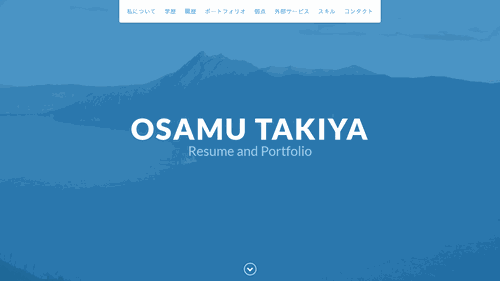 私について 学歴 職歴 ポートフォリオ 拠点 外部サービス スキル コンタクト
OSAMU TAKIYA
Resume and Portfolio